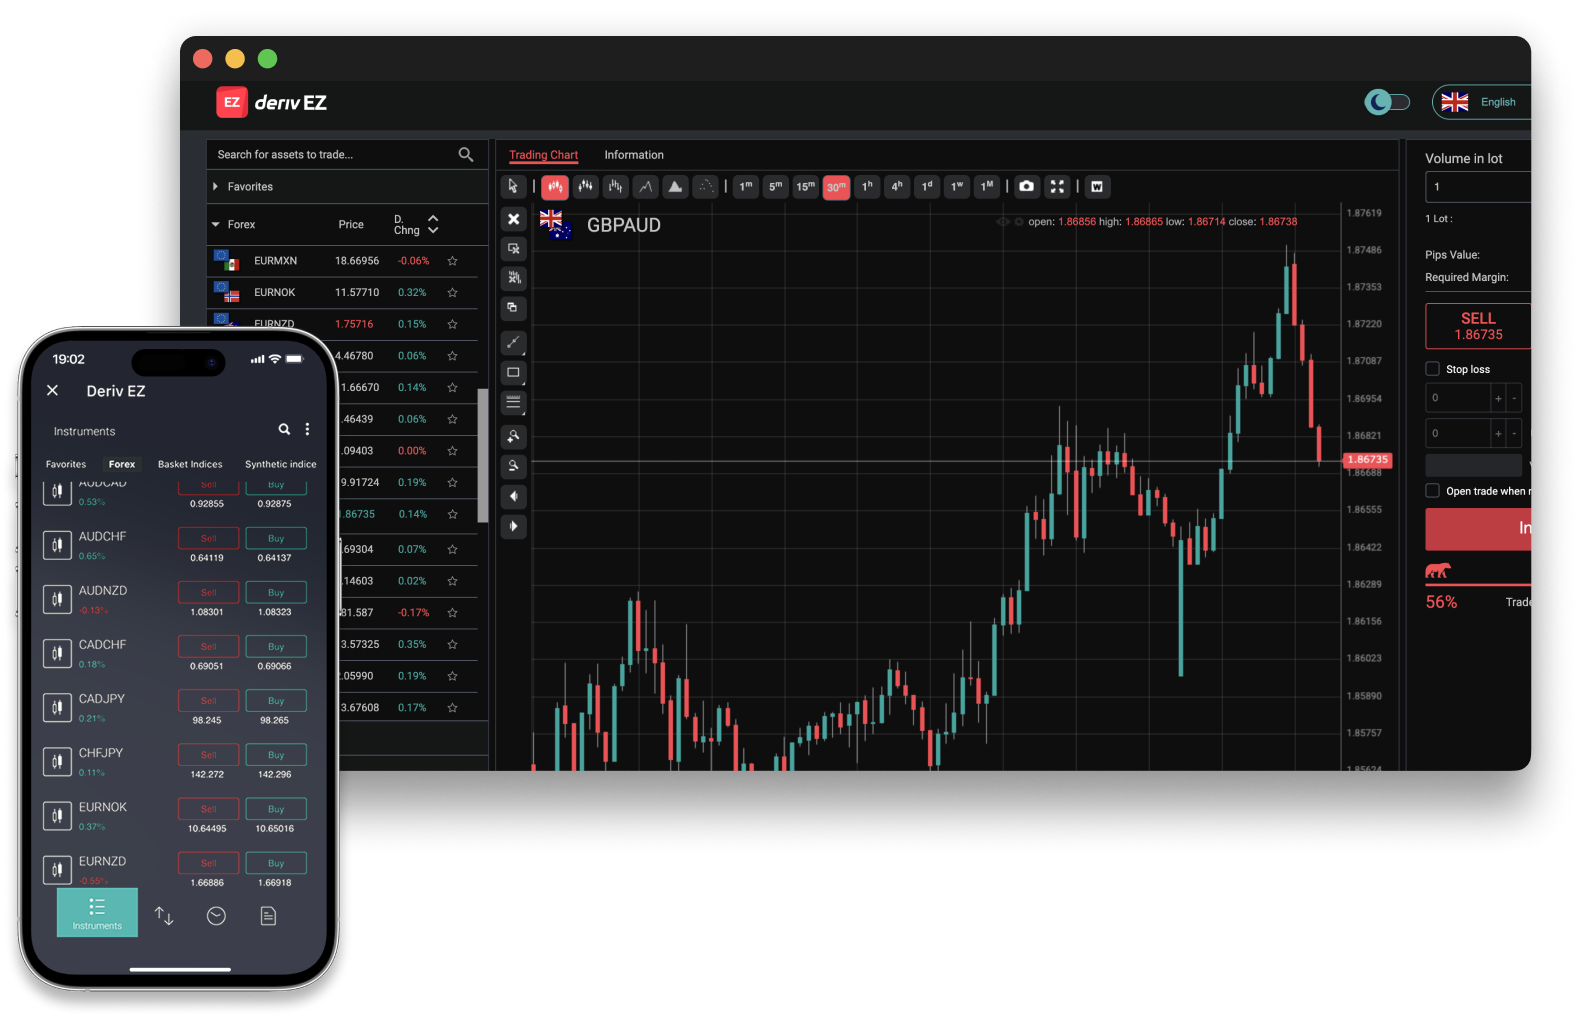 EZ deriv EZ
English
Search for assets to trade...
Favorites
Forex Price D. Chng
EURMXN 18.66956 -0.06%
EURNOK 11.57710 0.32%
EURNZD 1.75716 0.15%
4.46780 0.06%
1.66670 0.14%
.46439 0.06%
.09403 0.00%
9.91724 0.19%
.86735 0.14%
.69304 0.07%
.14603 0.02%
81.587 -0.17%
3.57325 0.35%
.05990 0.19%
3.67608 0.17%
Trading Chart Information
1m 5m 15m 30m 1h 4h 1d 1w 1M W
GBPAUD
open: 1.86856 high: 1.86865 low: 1.86714 close: 1.86738
1.87619
1.87486
1.87353
1.87220
1.87087
1.86954
1.86821
1.86735
1.86688
1.86555
1.86422
1.86289
1.86156
1.86023
1.85890
1.85757
1.85624
Volume in lot
1
1 Lot :
Pips Value:
Required Margin:
SELL
1.86735
Stop loss
0 + -
0 + -
Open trade when
In
56% Trade
19:02
Deriv EZ
Instruments
Favorites Forex Basket Indices Synthetic indice
AUDCAD Sell Buy
0.53% 0.92855 0.92875
AUDCHF Sell Buy
0.65% 0.64119 0.64137
AUDNZD Sell Buy
-0.13% 1.08301 1.08323
CADCHF Sell Buy
0.18% 0.69051 0.69066
CADJPY Sell Buy
0.21% 98.245 98.265
CHFJPY Sell Buy
0.11% 142.272 142.296
EURNOK Sell Buy
0.37% 10.64495 10.65016
EURNZD Sell Buy
-0.55% 1.66886 1.66918
Instruments